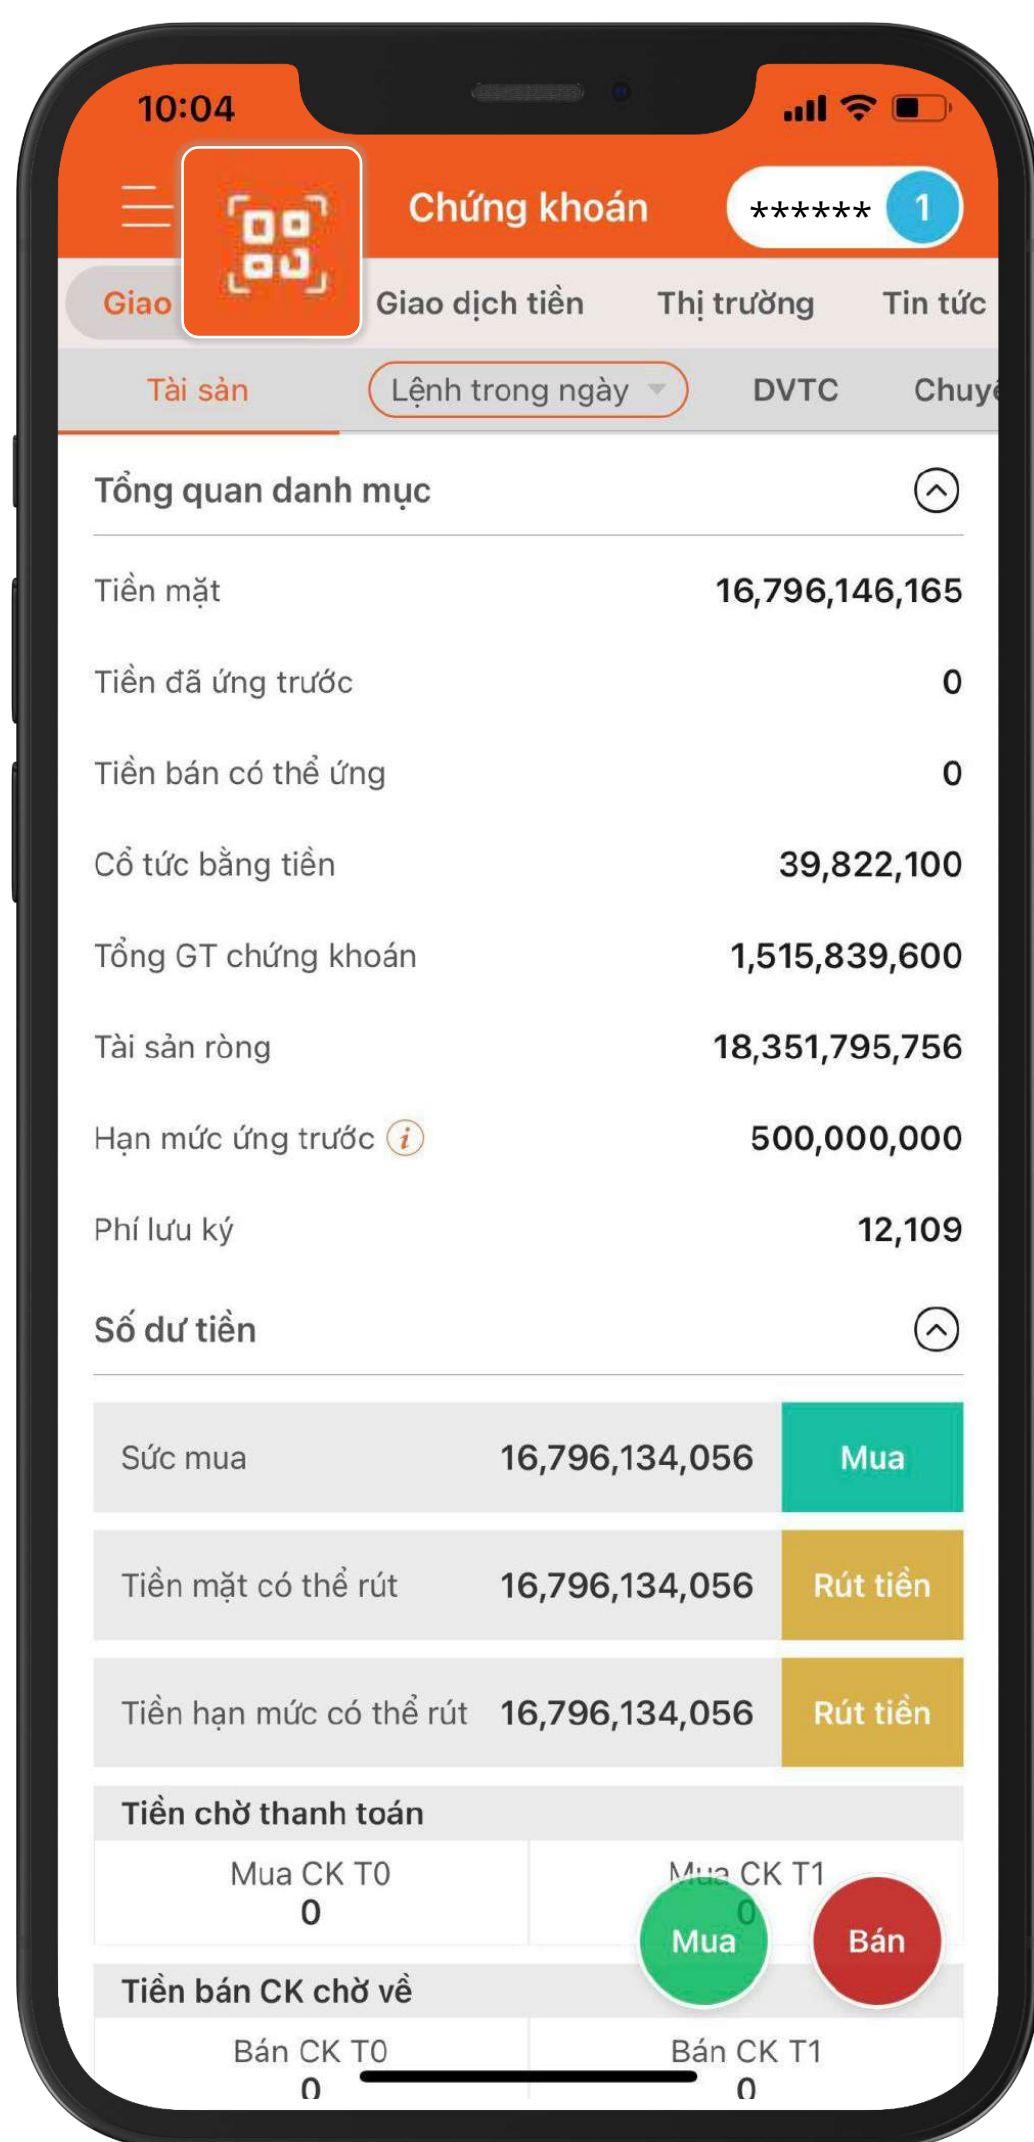 10:04
Chứng khoán
****** 1
Giao
Giao dịch tiền
Thị trường
Tin tức
Tài sản
Lệnh trong ngày
DVTC
Tổng quan danh mục
Tiền mặt 16,796,146,165
Tiền đã ứng trước 0
Tiền bán có thể ứng 0
Cổ tức bằng tiền 39,822,100
Tổng GT chứng khoán 1,515,839,600
Tài sản ròng 18,351,795,756
Hạn mức ứng trước i 500,000,000
Phí lưu ký 12,109
Số dư tiền
Sức mua 16,796,134,056 Mua
Tiền mặt có thể rút 16,796,134,056 Rút tiền
Tiền hạn mức có thể rút 16,796,134,056 Rút tiền
Tiền chờ thanh toán
Mua CK T0 Mua CK T1
0 0
Mua Bán
Tiền bán CK chờ về
Bán CK T0 Bán CK T1
0 0